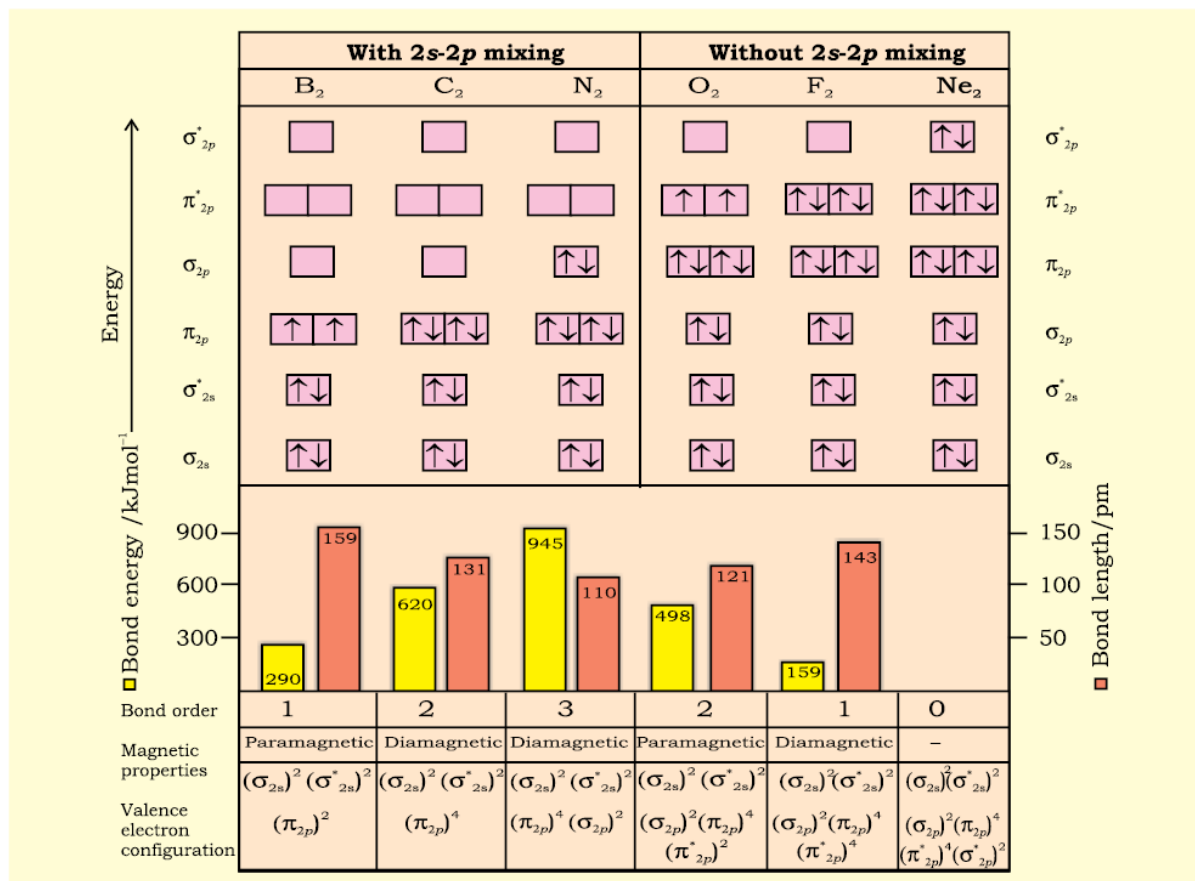 With 2s-2p mixing Without 2s-2p mixing
B₂ C₂ N₂ O₂ F₂ Ne₂
σ*₂ₚ ↑↓ σ*₂ₚ
π*₂ₚ ↑ ↑ ↑↓ ↑↓ ↑↓ ↑↓ π*₂ₚ
σ₂ₚ ↑↓ ↑↓ ↑↓ ↑↓ ↑↓ ↑↓ ↑↓ π₂ₚ
π₂ₚ ↑ ↑ ↑↓ ↑↓ ↑↓ ↑↓ ↑↓ ↑↓ ↑↓ σ₂ₚ
σ*₂ₛ ↑↓ ↑↓ ↑↓ ↑↓ ↑↓ ↑↓ σ*₂ₛ
σ₂ₛ ↑↓ ↑↓ ↑↓ ↑↓ ↑↓ ↑↓ σ₂ₛ
Energy
Bond energy /kJmol⁻¹
900
600
300
290 159
620 131
945 110
498 121
159 143
150
100
50
Bond length/pm
Bond order 1 2 3 2 1 0
Magnetic properties Paramagnetic Diamagnetic Diamagnetic Paramagnetic Diamagnetic –
Valence
electron
configuration
(σ₂ₛ)² (σ*₂ₛ)² (σ₂ₛ)² (σ*₂ₛ)² (σ₂ₛ)² (σ*₂ₛ)² (σ₂ₛ)² (σ*₂ₛ)² (σ₂ₛ)² (σ*₂ₛ)² (σ₂ₛ)² (σ*₂ₛ)²
(π₂ₚ)² (π₂ₚ)⁴ (π₂ₚ)⁴ (σ₂ₚ)² (σ₂ₚ)² (π₂ₚ)⁴ (σ₂ₚ)² (π₂ₚ)⁴ (σ₂ₚ)² (π₂ₚ)⁴
(π*₂ₚ)² (π*₂ₚ)⁴ (π*₂ₚ)⁴ (σ*₂ₚ)²